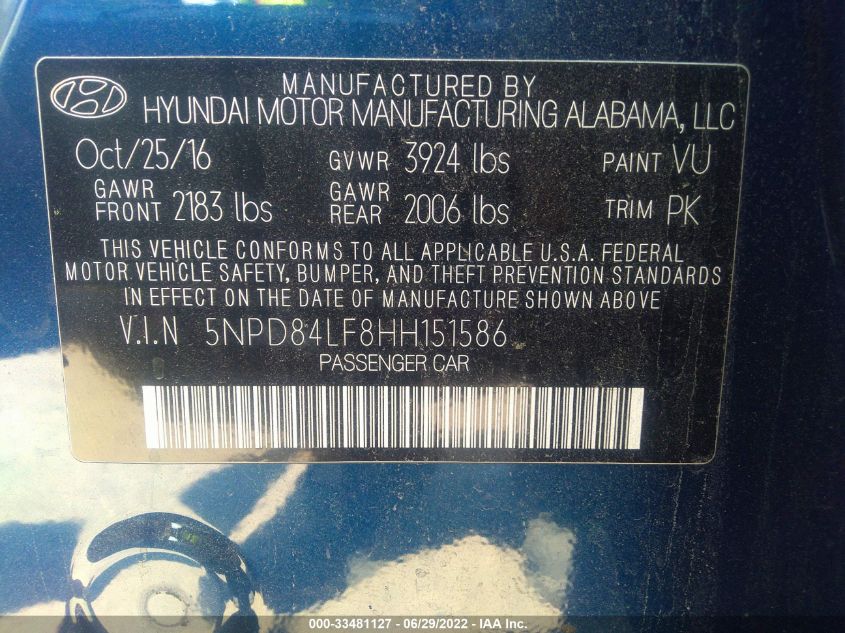 MANUFACTURED BY
HYUNDAI MOTOR MANUFACTURING ALABAMA, LLC
Oct/25/16 GVWR 3924 lbs PAINT VU
GAWR FRONT 2183 lbs GAWR REAR 2006 lbs TRIM PK
THIS VEHICLE CONFORMS TO ALL APPLICABLE U.S.A. FEDERAL
MOTOR VEHICLE SAFETY, BUMPER, AND THEFT PREVENTION STANDARDS
IN EFFECT ON THE DATE OF MANUFACTURE SHOWN ABOVE
V.I.N 5NPD84LF8HH151586
PASSENGER CAR
000-33481127 - 06/29/2022 - IAA Inc.